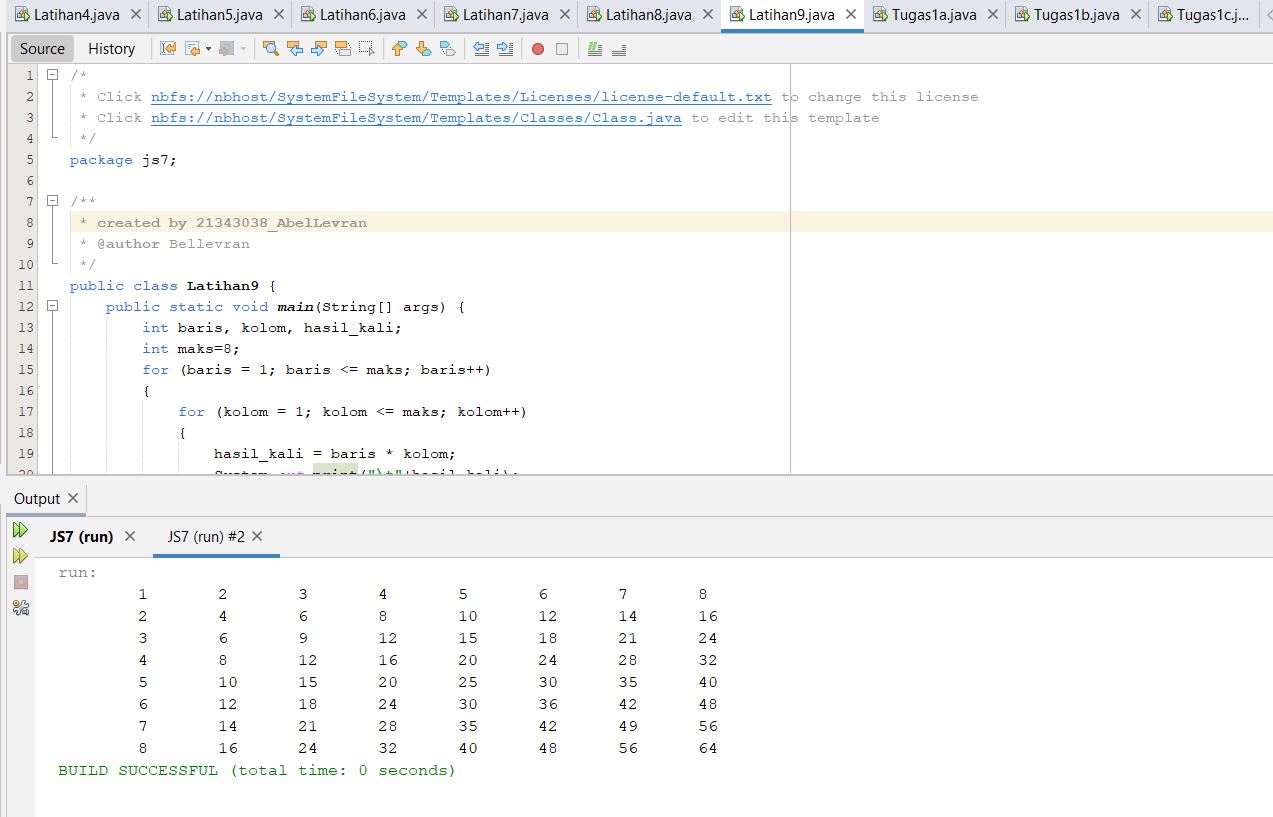 Latihan4.java Latihan5.java Latihan6.java Latihan7.java Latihan8.java Latihan9.java Tugas1a.java Tugas1b.java Tugas1c.j...
Source History
1 /*
2 * Click nbfs://nbhost/SystemFileSystem/Templates/Licenses/license-default.txt to change this license
3 * Click nbfs://nbhost/SystemFileSystem/Templates/Classes/Class.java to edit this template
4 */
5 package js7;
6
7 /**
8 * created by 21343038_AbelLevran
9 * @author Bellevran
10 */
11 public class Latihan9 {
12 public static void main(String[] args) {
13 int baris, kolom, hasil_kali;
14 int maks=8;
15 for (baris = 1; baris <= maks; baris++)
16 {
17 for (kolom = 1; kolom <= maks; kolom++)
18 {
19 hasil_kali = baris * kolom;
20 System.out.print("\t"+hasil_kali);
Output
JS7 (run) JS7 (run) #2
run:
1 2 3 4 5 6 7 8
2 4 6 8 10 12 14 16
3 6 9 12 15 18 21 24
4 8 12 16 20 24 28 32
5 10 15 20 25 30 35 40
6 12 18 24 30 36 42 48
7 14 21 28 35 42 49 56
8 16 24 32 40 48 56 64
BUILD SUCCESSFUL (total time: 0 seconds)